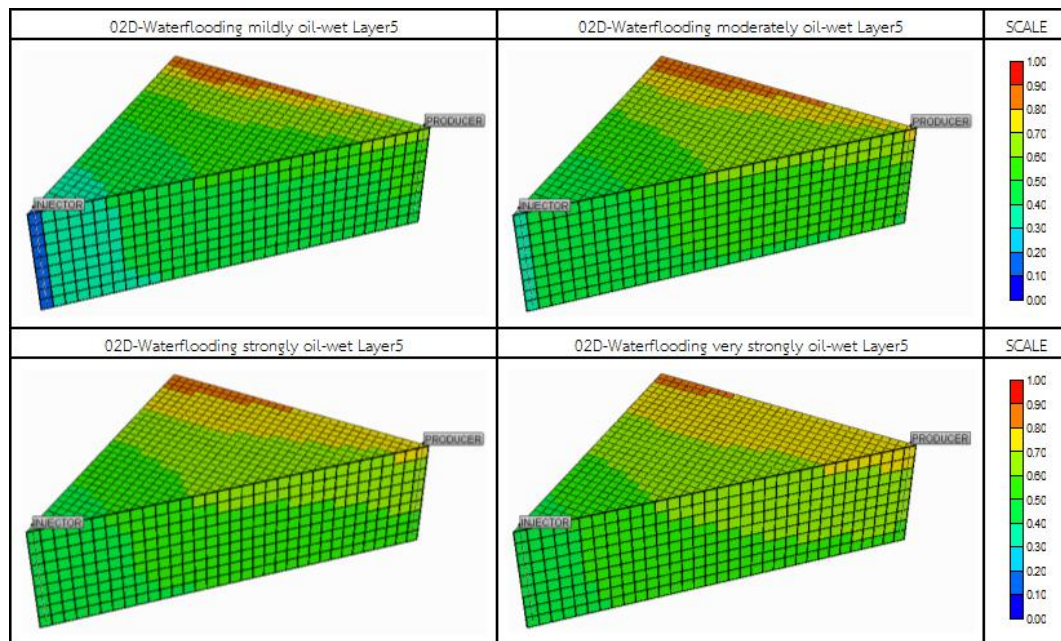 02D-Waterflooding mildly oil-wet Layer5
02D-Waterflooding moderately oil-wet Layer5
SCALE
PRODUCER
INJECTOR
PRODUCER
INJECTOR
1.00
0.90
0.80
0.70
0.60
0.50
0.40
0.30
0.20
0.10
0.00
02D-Waterflooding strongly oil-wet Layer5
02D-Waterflooding very strongly oil-wet Layer5
SCALE
PRODUCER
INJECTOR
PRODUCER
INJECTOR
1.00
0.90
0.80
0.70
0.60
0.50
0.40
0.30
0.20
0.10
0.00